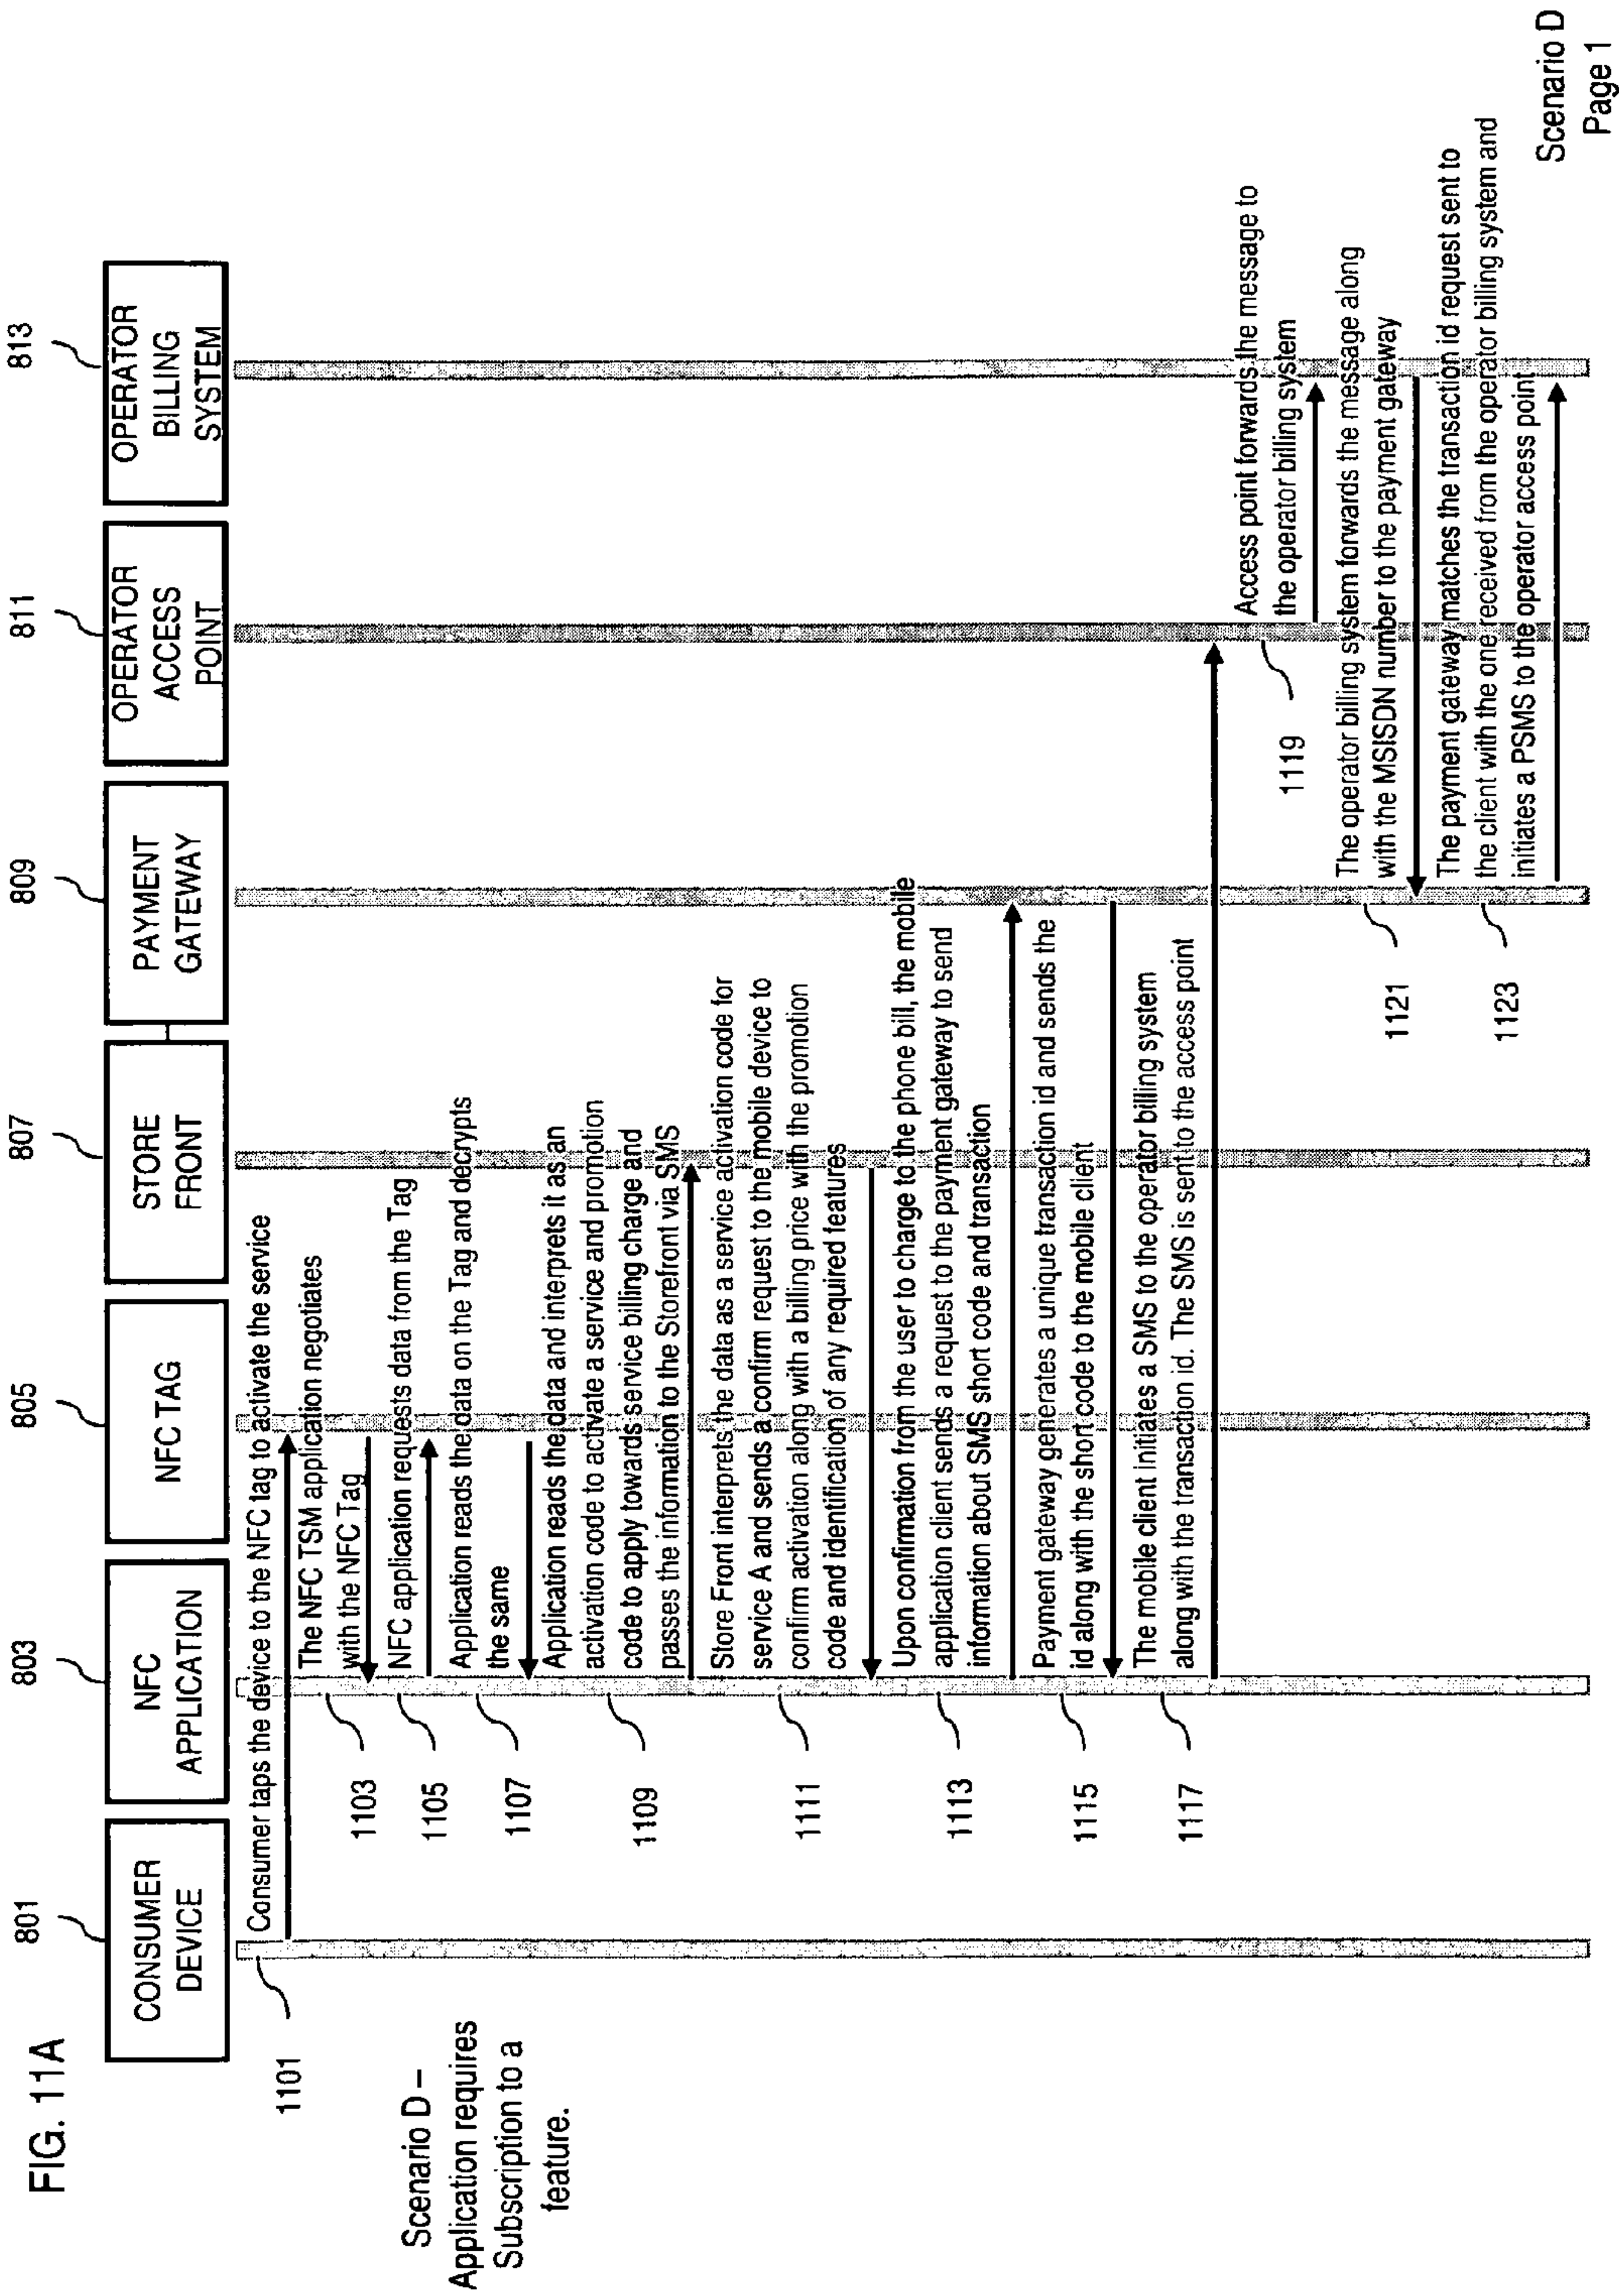 FIG. 11A
801
803
805
807
809
811
813
CONSUMER
DEVICE
NFC
APPLICATION
NFC TAG
STORE
FRONT
PAYMENT
GATEWAY
OPERATOR
ACCESS
POINT
OPERATOR
BILLING
SYSTEM
Scenario D –
Application requires
Subscription to a
feature.
1101
Consumer taps the device to the NFC tag to activate the service
1103
The NFC TSM application negotiates
with the NFC Tag
1105
NFC application requests data from the Tag
1107
Application reads the data on the Tag and decrypts
the same
1109
Application reads the data and interprets it as an
activation code to activate a service and promotion
code to apply towards service billing charge and
passes the information to the Storefront via SMS
1111
Store Front interprets the data as a service activation code for
service A and sends a confirm request to the mobile device to
confirm activation along with a billing price with the promotion
code and identification of any required features
1113
Upon confirmation from the user to charge to the phone bill, the mobile
application client sends a request to the payment gateway to send
information about SMS short code and transaction
1115
Payment gateway generates a unique transaction id and sends the
id along with the short code to the mobile client
1117
The mobile client initiates a SMS to the operator billing system
along with the transaction id. The SMS is sent to the access point
1119
Access point forwards the message to
the operator billing system
1121
The operator billing system forwards the message along
with the MSISDN number to the payment gateway
1123
The payment gateway matches the transaction id request sent to
the client with the one received from the operator billing system and
initiates a PSMS to the operator access point
Scenario D
Page 1